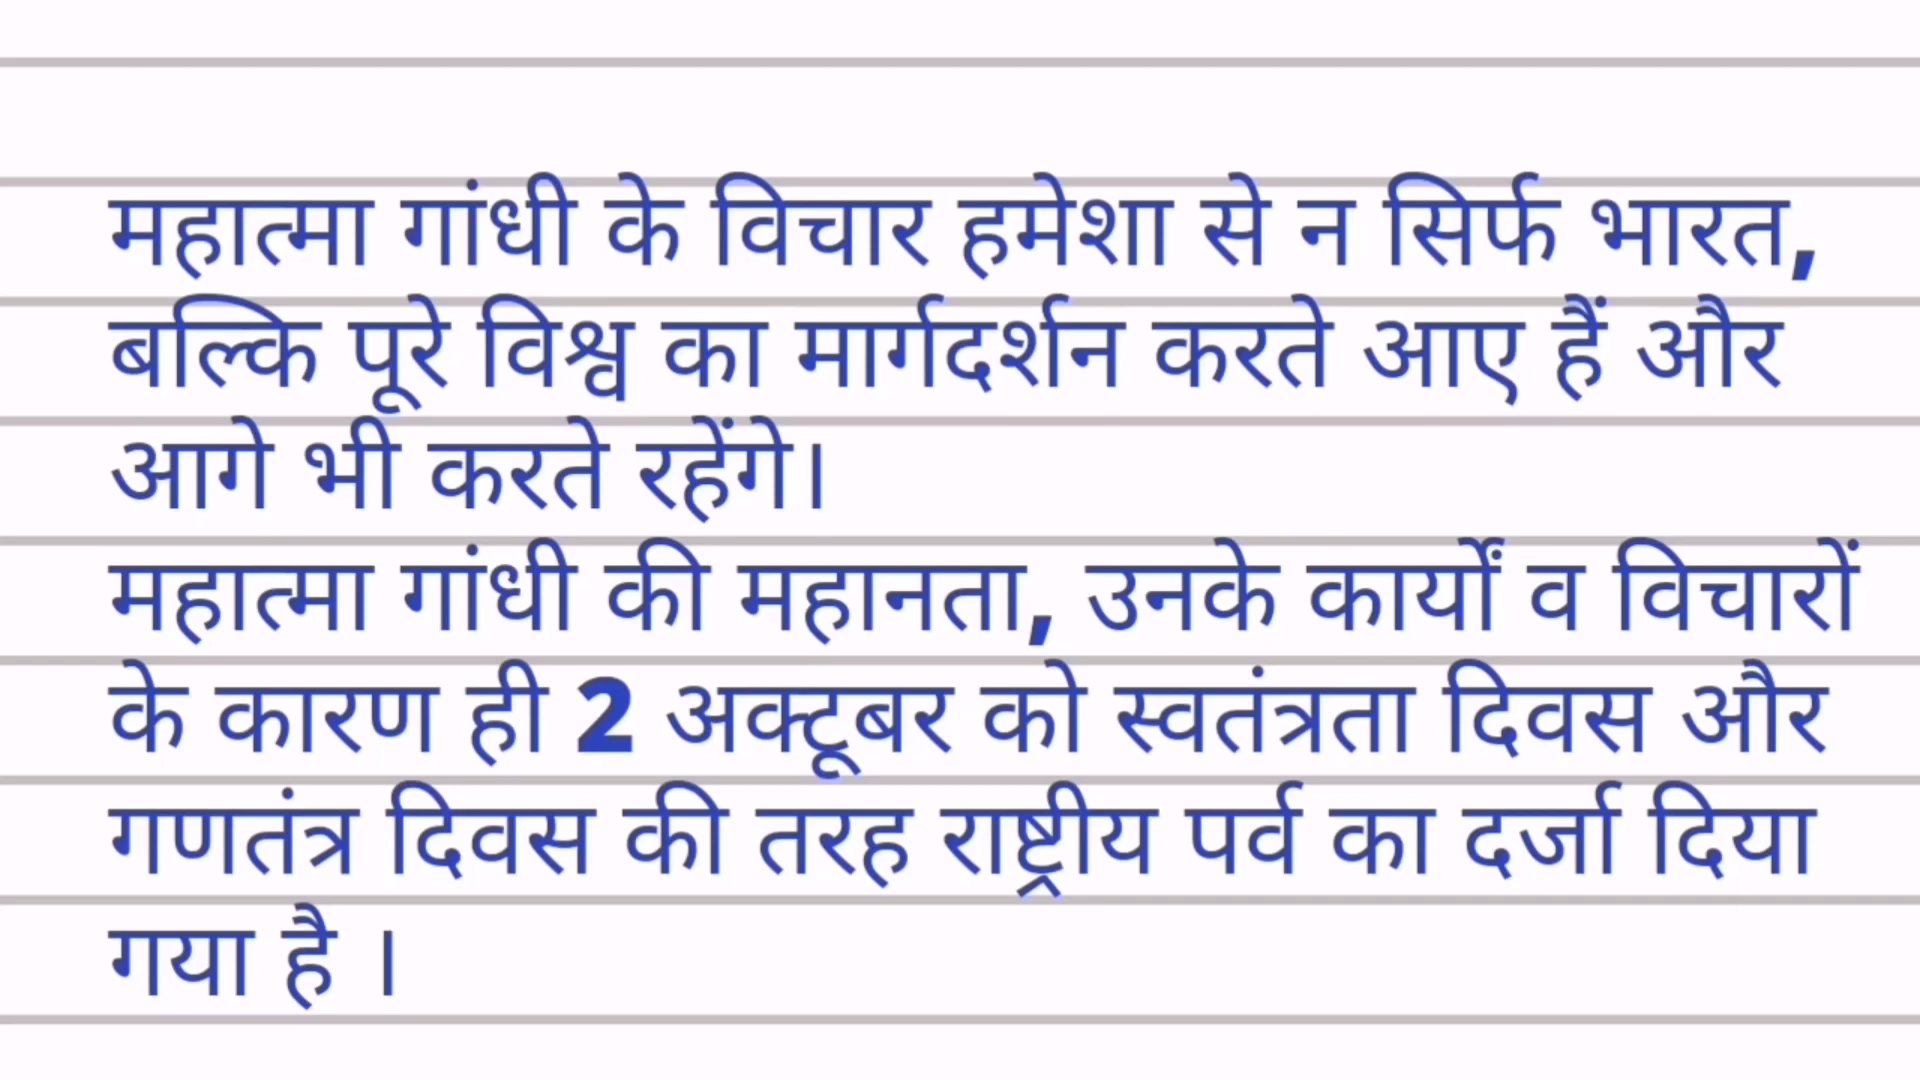 महात्मा गांधी के विचार हमेशा से न सिर्फ भारत,
बल्कि पूरे विश्व का मार्गदर्शन करते आए हैं और
आगे भी करते रहेंगे।
महात्मा गांधी की महानता, उनके कार्यों व विचारों
के कारण ही 2 अक्टूबर को स्वतंत्रता दिवस और
गणतंत्र दिवस की तरह राष्ट्रीय पर्व का दर्जा दिया
गया है ।